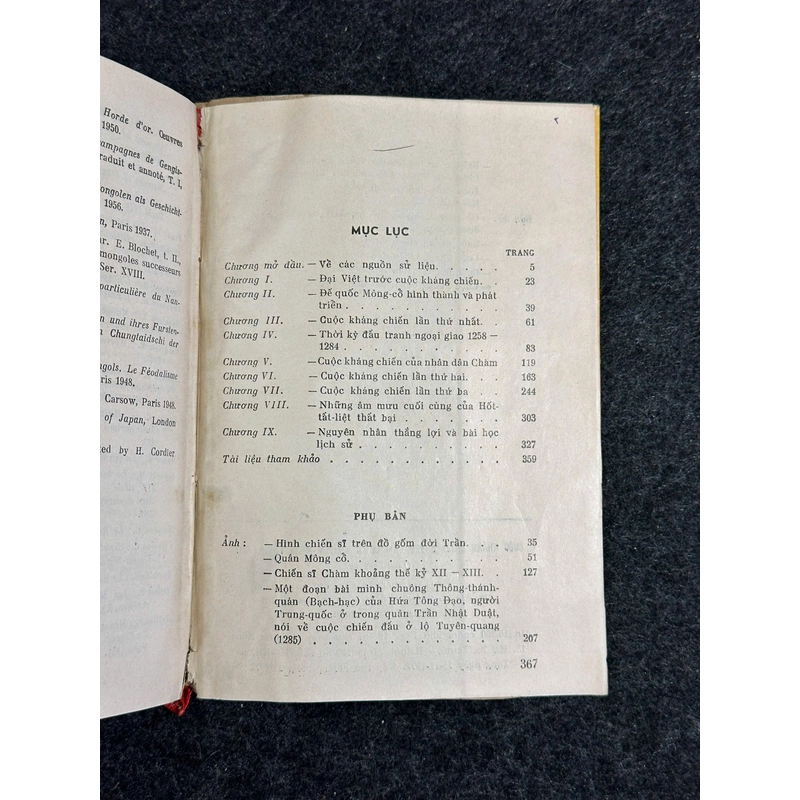 Horde d'or. Œuvres
1950.
ampagnes de Gengis-
raduit et annoté, T. I,
ongolen als Geschicht-
1956.
n, Paris 1937.
ar. E. Blochet, t. II.,
mongoles successeurs
Ser. XVIII.
particulière du Nan-
en und ihres Fursten-
n Chunglaidschi der
ngols. Le Féodalisme
ris 1948.
Carsow, Paris 1948.
of Japan, London
ted by H. Cordier
MỤC LỤC
TRANG
Chương mở đầu. — Về các nguồn sử liệu. . . . . . 5
Chương I. — Đại Việt trước cuộc kháng chiến. . . . 23
Chương II. — Đế quốc Mông-cổ hình thành và phát
triển . . . . . . . . . . . . 39
Chương III. — Cuộc kháng chiến lần thứ nhất. . . . 61
Chương IV. — Thời kỳ đấu tranh ngoại giao 1258 —
1284 . . . . . . . . . . . . 83
Chương V. — Cuộc kháng chiến của nhân dân Chàm 119
Chương VI. — Cuộc kháng chiến lần thứ hai. . . . . 163
Chương VII. — Cuộc kháng chiến lần thứ ba . . . . 244
Chương VIII. — Những âm mưu cuối cùng của Hốt-
tất-liệt thất bại . . . . . . . . 303
Chương IX. — Nguyên nhân thắng lợi và bài học
lịch sử . . . . . . . . . . . 327
Tài liệu tham khảo . . . . . . . . . . . . 359
PHỤ BẢN
Ảnh : — Hình chiến sĩ trên đồ gốm đời Trần. . . . 35
— Quân Mông cổ. . . . . . . . . . . 51
— Chiến sĩ Chàm khoảng thế kỷ XII — XIII. . . 127
— Một đoạn bài minh chuông Thông-thánh-
quán (Bạch-hạc) của Hứa Tông Đạo, người
Trung-quốc ở trong quân Trần Nhật Duật,
nói về cuộc chiến đấu ở lộ Tuyên-quang
(1285) . . . . . . . . . . . . . 207
367